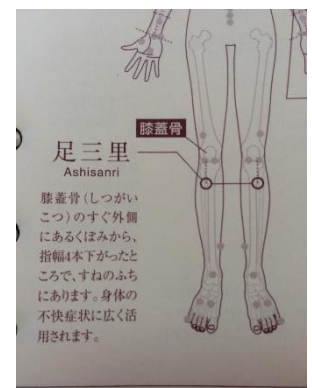 膝蓋骨
足三里
Ashisanri
膝蓋骨（しつがい
こつ）のすぐ外側
にあるくぼみから、
指幅4本下がったと
ころで、すねのふち
にあります。身体の
不快症状に広く活
用されます。